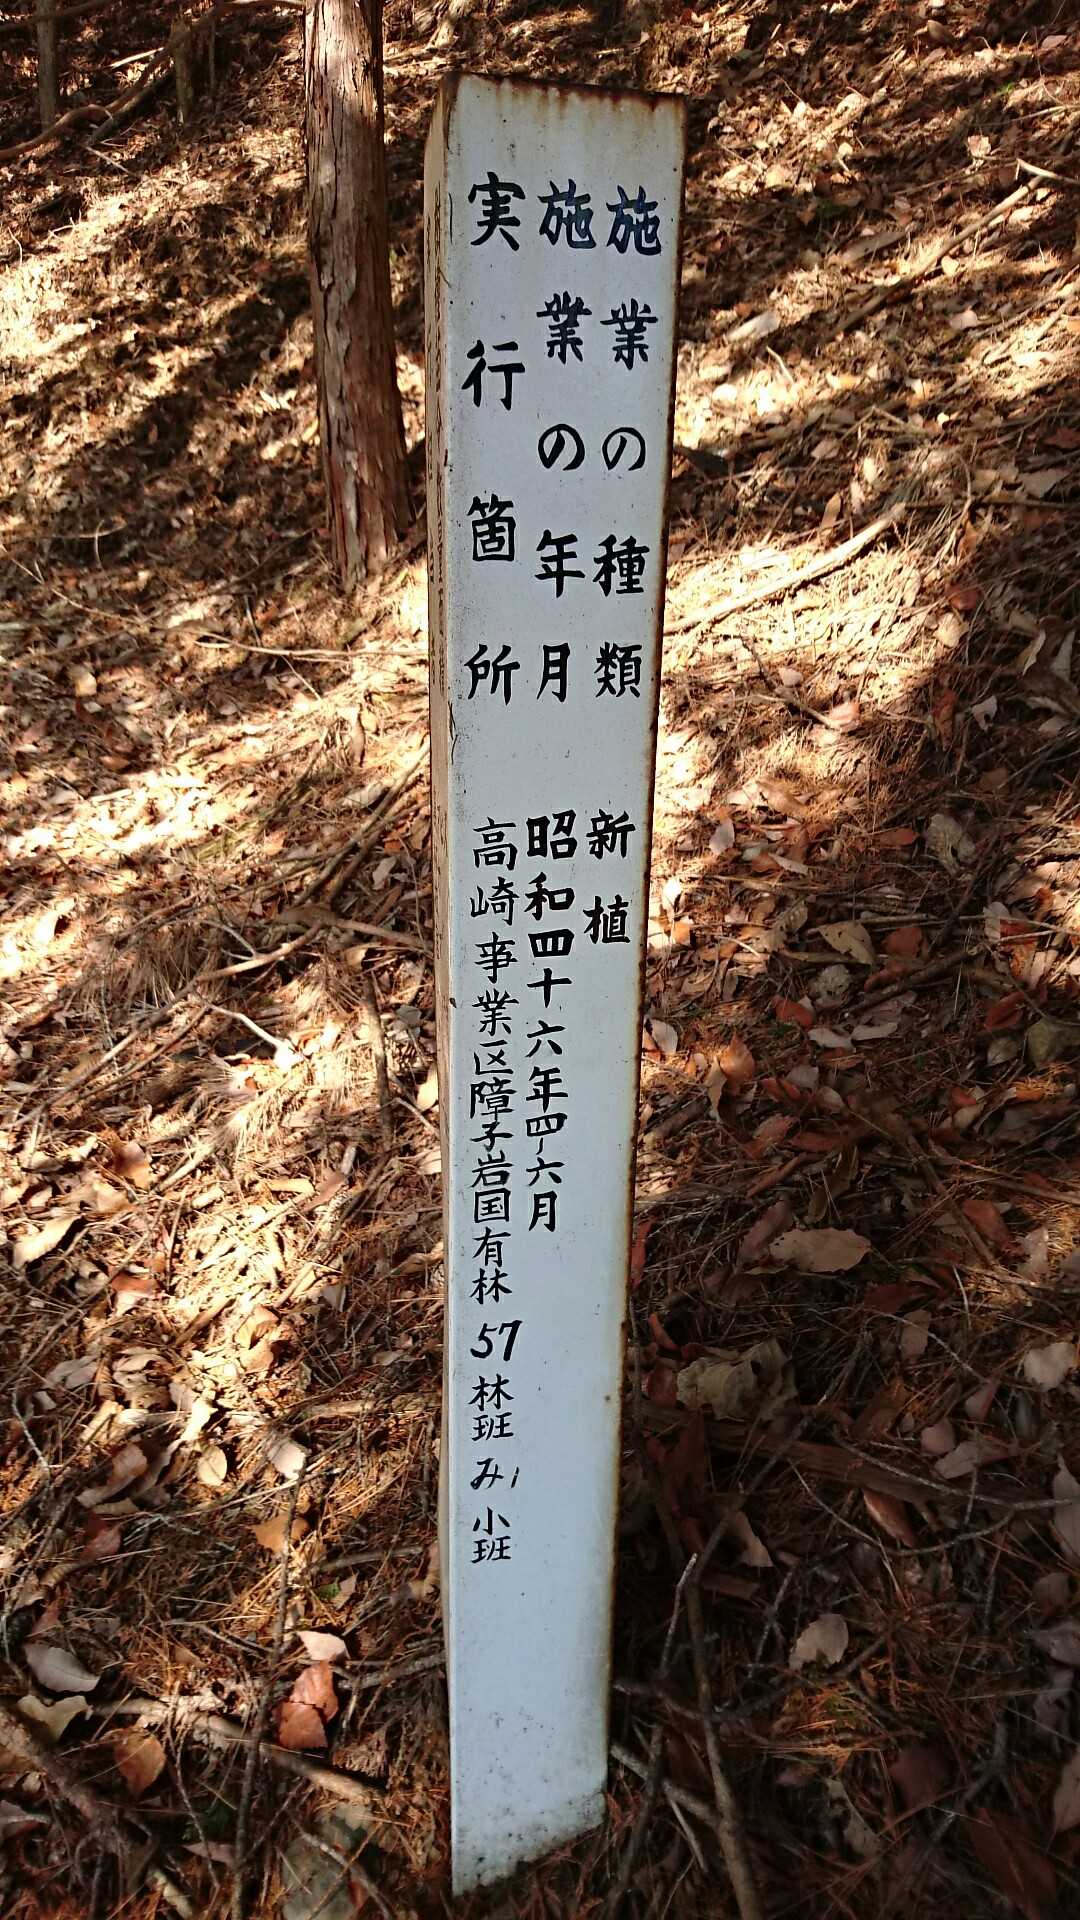 施業の種類 新植
施業の年月 昭和四十六年四~六月
実行箇所 高崎事業区障子岩国有林 57 林班 み1 小班